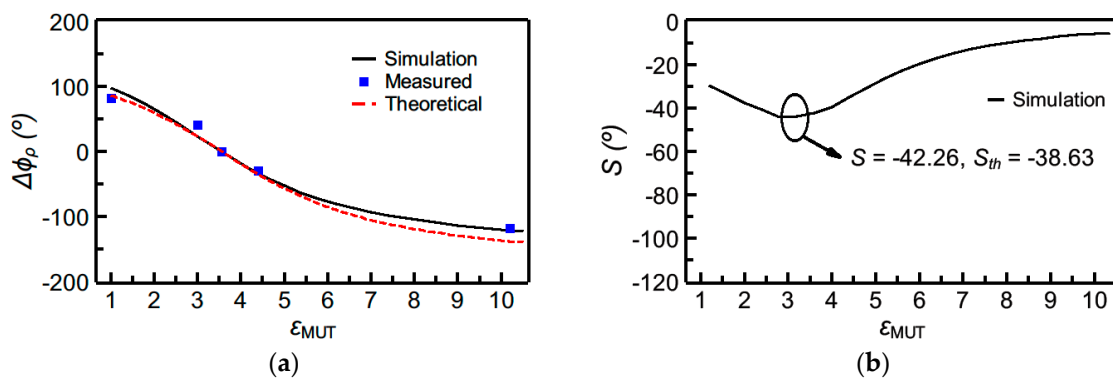 200
100
0
-100
-200
Δϕρ (º)
Simulation
Measured
Theoretical
1 2 3 4 5 6 7 8 9 10
εMUT
(a)
0
-20
-40
-60
-80
-100
-120
S (º)
Simulation
S = -42.26, Sth = -38.63
1 2 3 4 5 6 7 8 9 10
εMUT
(b)